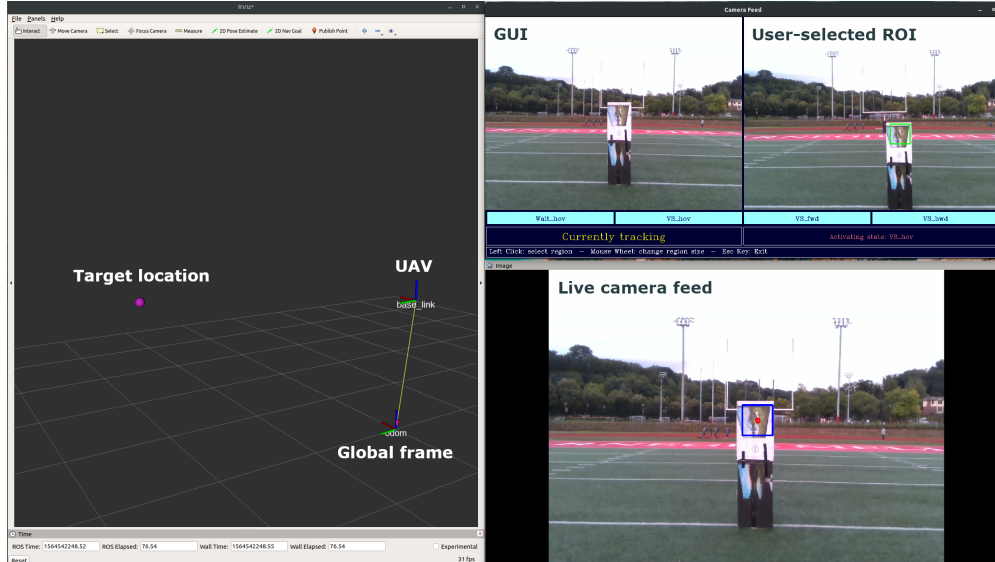 RViz*
File Panels Help
Interact Move Camera Select Focus Camera Measure 2D Pose Estimate 2D Nav Goal Publish Point
Target location
UAV
base_link
odom
Global frame
Time
ROS Time: 1564542248.52 ROS Elapsed: 76.54 Wall Time: 1564542248.55 Wall Elapsed: 76.54 Experimental
Reset 31 fps
Camera Feed
GUI
User-selected ROI
Wait_hov VS_hov VS_fwd VS_bwd
Currently tracking
Activating state: VS_hov
Left Click: select region - Mouse Wheel: change region size - Esc Key: Exit
Image
Live camera feed